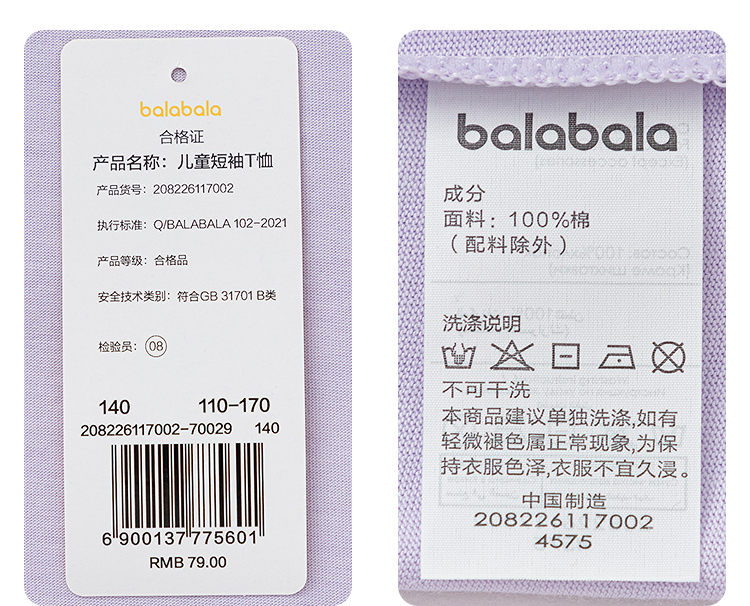 balabala
合格证
产品名称：儿童短袖T恤
产品货号：208226117002
执行标准：Q/BALABALA 102-2021
产品等级：合格品
安全技术类别：符合GB 31701 B类
检验员：08
140 110-170
208226117002-70029 140
6 900137 775601
RMB 79.00
balabala
成分
面料：100%棉
（配料除外）
洗涤说明
不可干洗
本商品建议单独洗涤,如有
轻微褪色属正常现象,为保
持衣服色泽,衣服不宜久浸。
中国制造
208226117002
4575